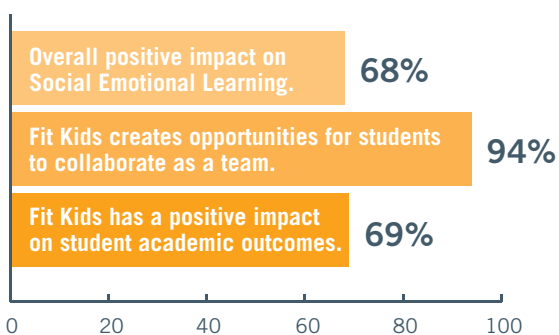 Overall positive impact on
Social Emotional Learning.
68%
Fit Kids creates opportunities for students
to collaborate as a team.
94%
Fit Kids has a positive impact
on student academic outcomes.
69%
0 20 40 60 80 100